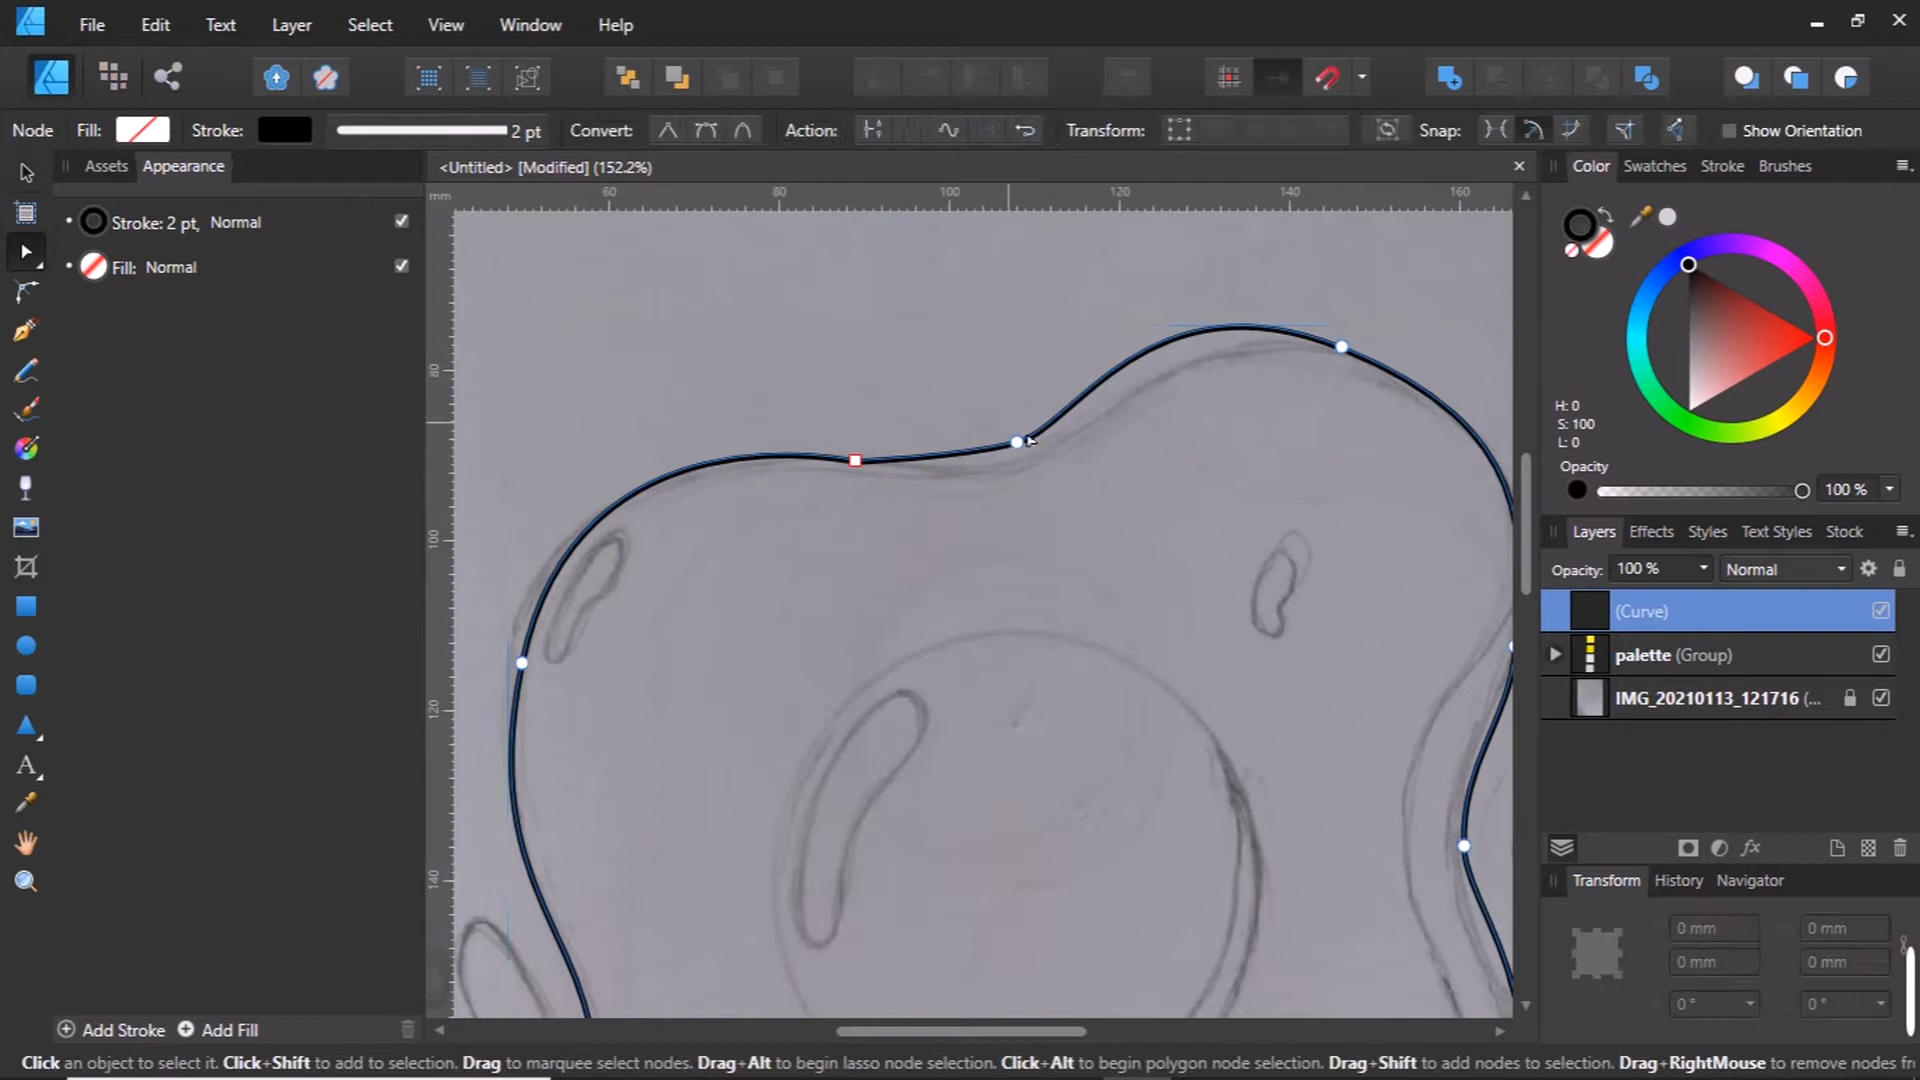 File Edit Text Layer Select View Window Help
Node Fill: Stroke: 2 pt Convert: Action: Transform: Snap: Show Orientation
Assets Appearance
<Untitled> [Modified] (152.2%)
Color Swatches Stroke Brushes
mm 60 80 100 120 140 160
Stroke: 2 pt, Normal
Fill: Normal
80
100
120
140
H: 0
S: 100
L: 0
Opacity
100 %
Layers Effects Styles Text Styles Stock
Opacity: 100 % Normal
(Curve)
palette (Group)
IMG_20210113_121716 (...
Transform History Navigator
0 mm 0 mm
0 mm 0 mm
0 ° 0 °
Add Stroke Add Fill
Click an object to select it. Click+Shift to add to selection. Drag to marquee select nodes. Drag+Alt to begin lasso node selection. Click+Alt to begin polygon node selection. Drag+Shift to add nodes to selection. Drag+RightMouse to remove nodes